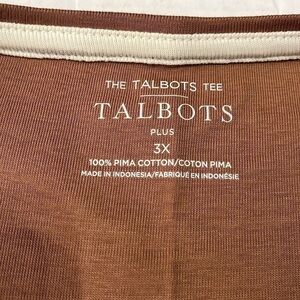 THE TALBOTS TEE
TALBOTS
PLUS
3X
100% PIMA COTTON/COTON PIMA
MADE IN INDONESIA/FABRIQUÉ EN INDONÉSIE